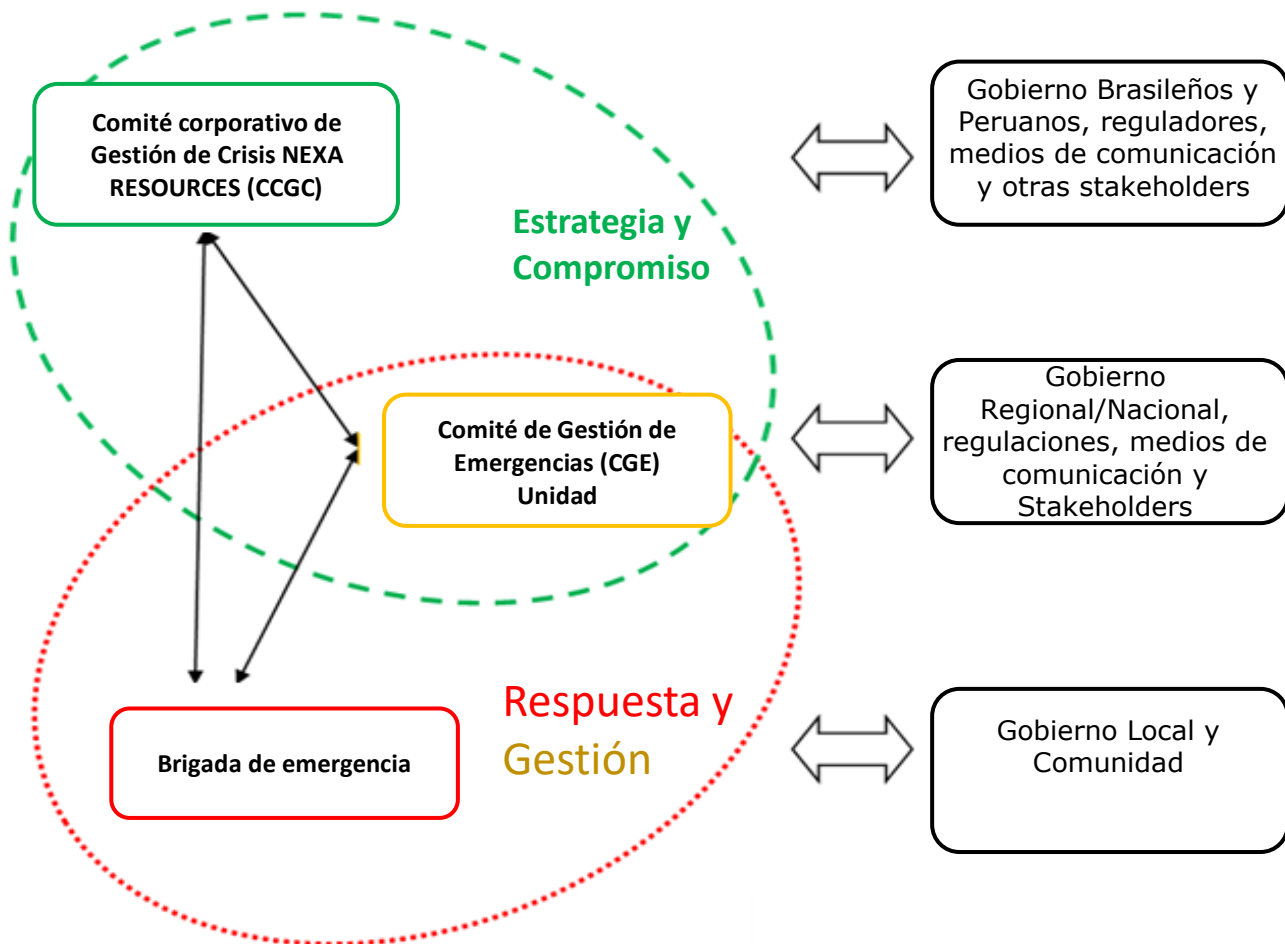 Comité corporativo de
Gestión de Crisis NEXA
RESOURCES (CCGC)
Gobierno Brasileños y
Peruanos, reguladores,
medios de comunicación
y otras stakeholders
Estrategia y
Compromiso
Comité de Gestión de
Emergencias (CGE)
Unidad
Gobierno
Regional/Nacional,
regulaciones, medios de
comunicación y
Stakeholders
Respuesta y
Gestión
Brigada de emergencia
Gobierno Local y
Comunidad